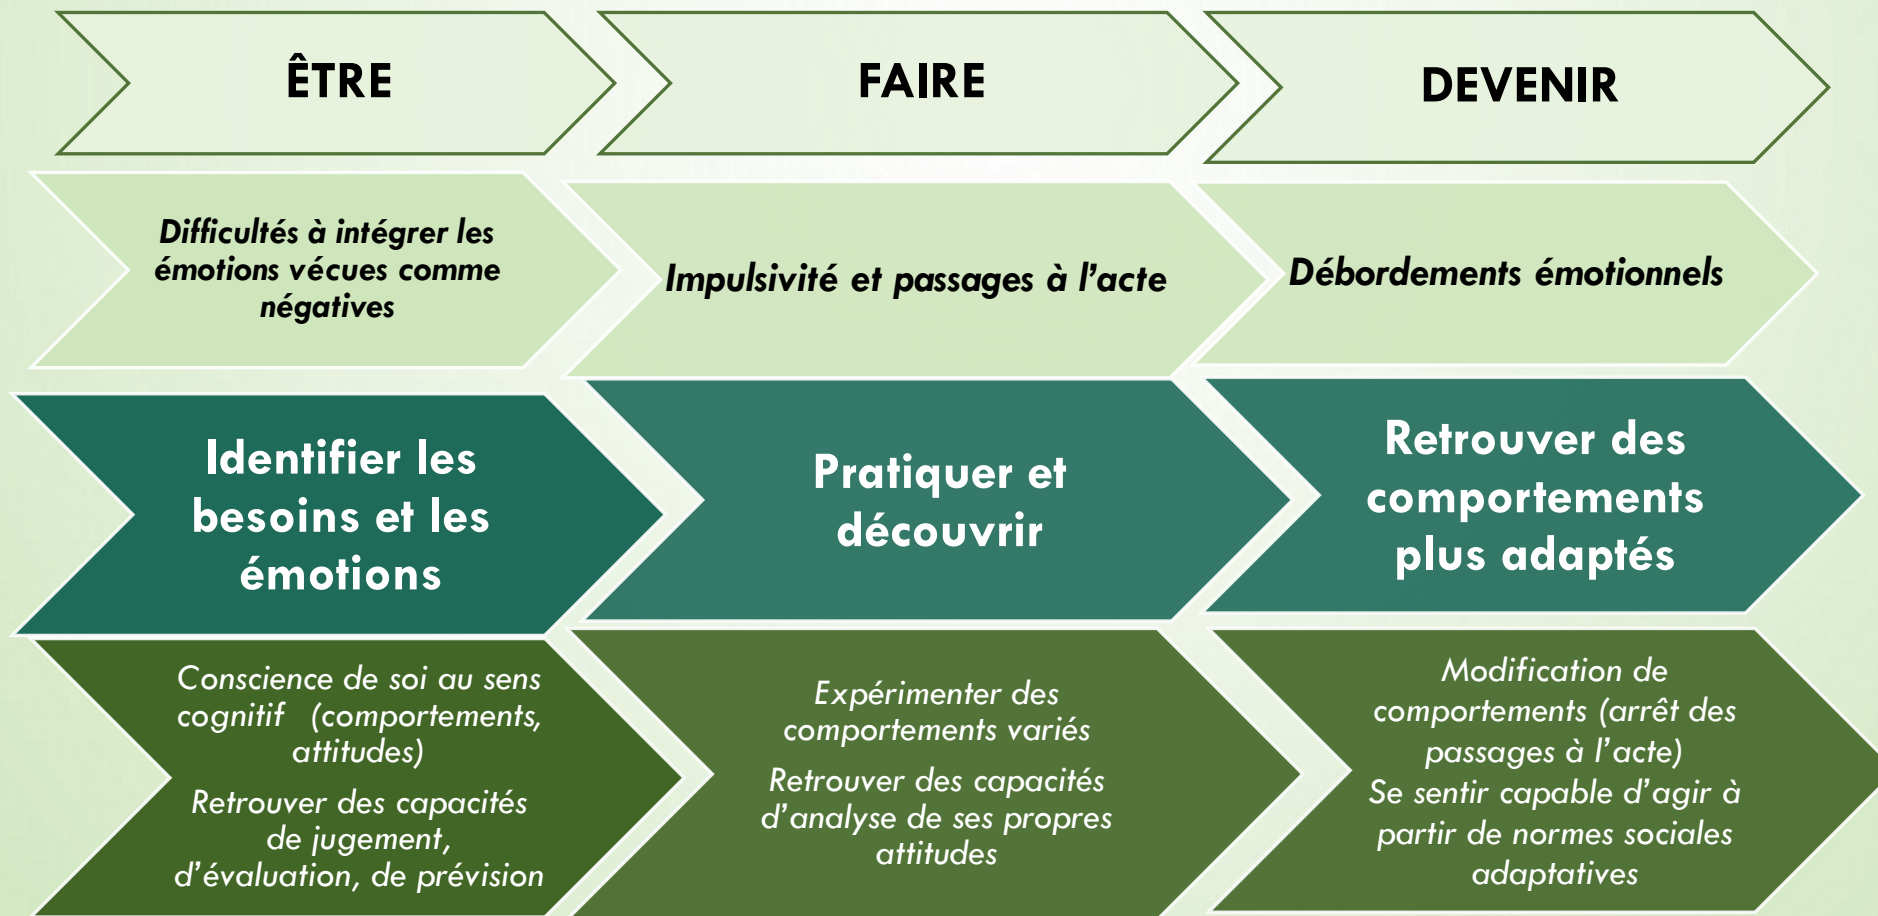 ÊTRE
FAIRE
DEVENIR
Difficultés à intégrer les
émotions vécues comme
négatives
Impulsivité et passages à l’acte
Débordements émotionnels
Identifier les
besoins et les
émotions
Pratiquer et
découvrir
Retrouver des
comportements
plus adaptés
Conscience de soi au sens
cognitif (comportements,
attitudes)
Retrouver des capacités
de jugement,
d’évaluation, de prévision
Expérimenter des
comportements variés
Retrouver des capacités
d’analyse de ses propres
attitudes
Modification de
comportements (arrêt des
passages à l’acte)
Se sentir capable d’agir à
partir de normes sociales
adaptatives